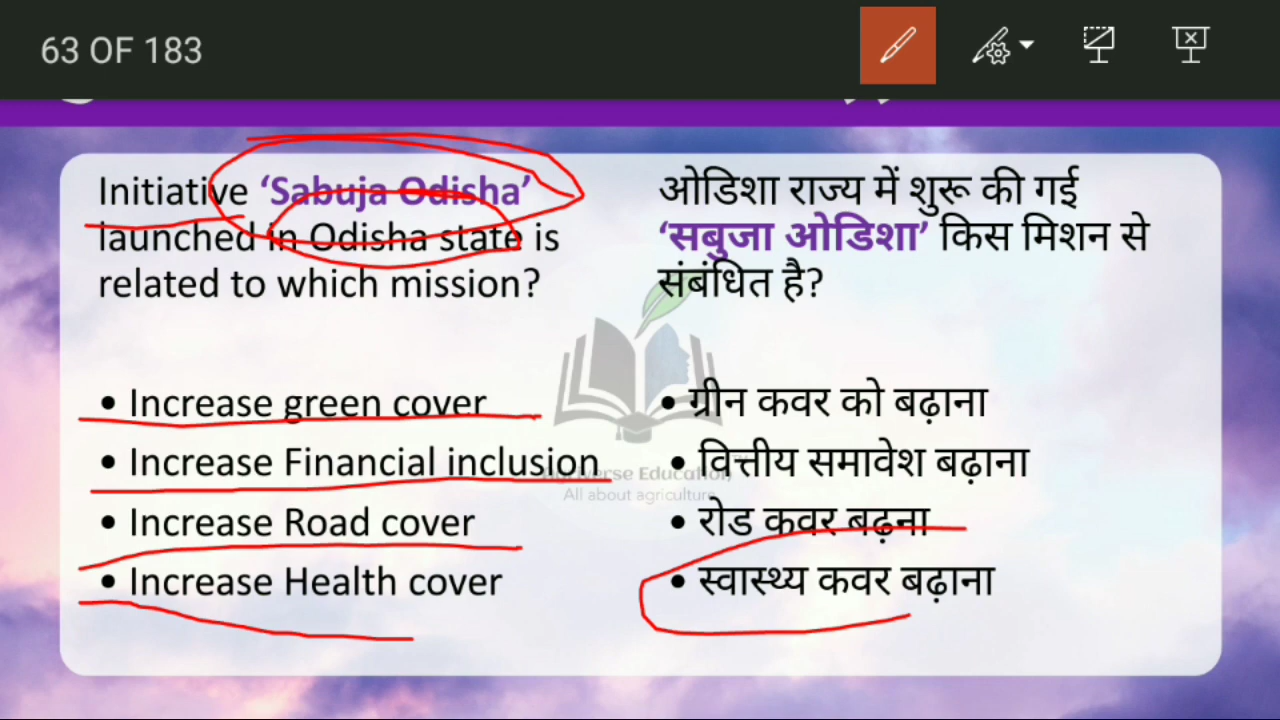 63 OF 183
Initiative ‘Sabuja Odisha’
launched in Odisha state is
related to which mission?
• Increase green cover
• Increase Financial inclusion
• Increase Road cover
• Increase Health cover
ओडिशा राज्य में शुरू की गई
‘सबुजा ओडिशा’ किस मिशन से
संबंधित है?
• ग्रीन कवर को बढ़ाना
• वित्तीय समावेश बढ़ाना
• रोड कवर बढ़ना
• स्वास्थ्य कवर बढ़ाना
Education
All about agriculture